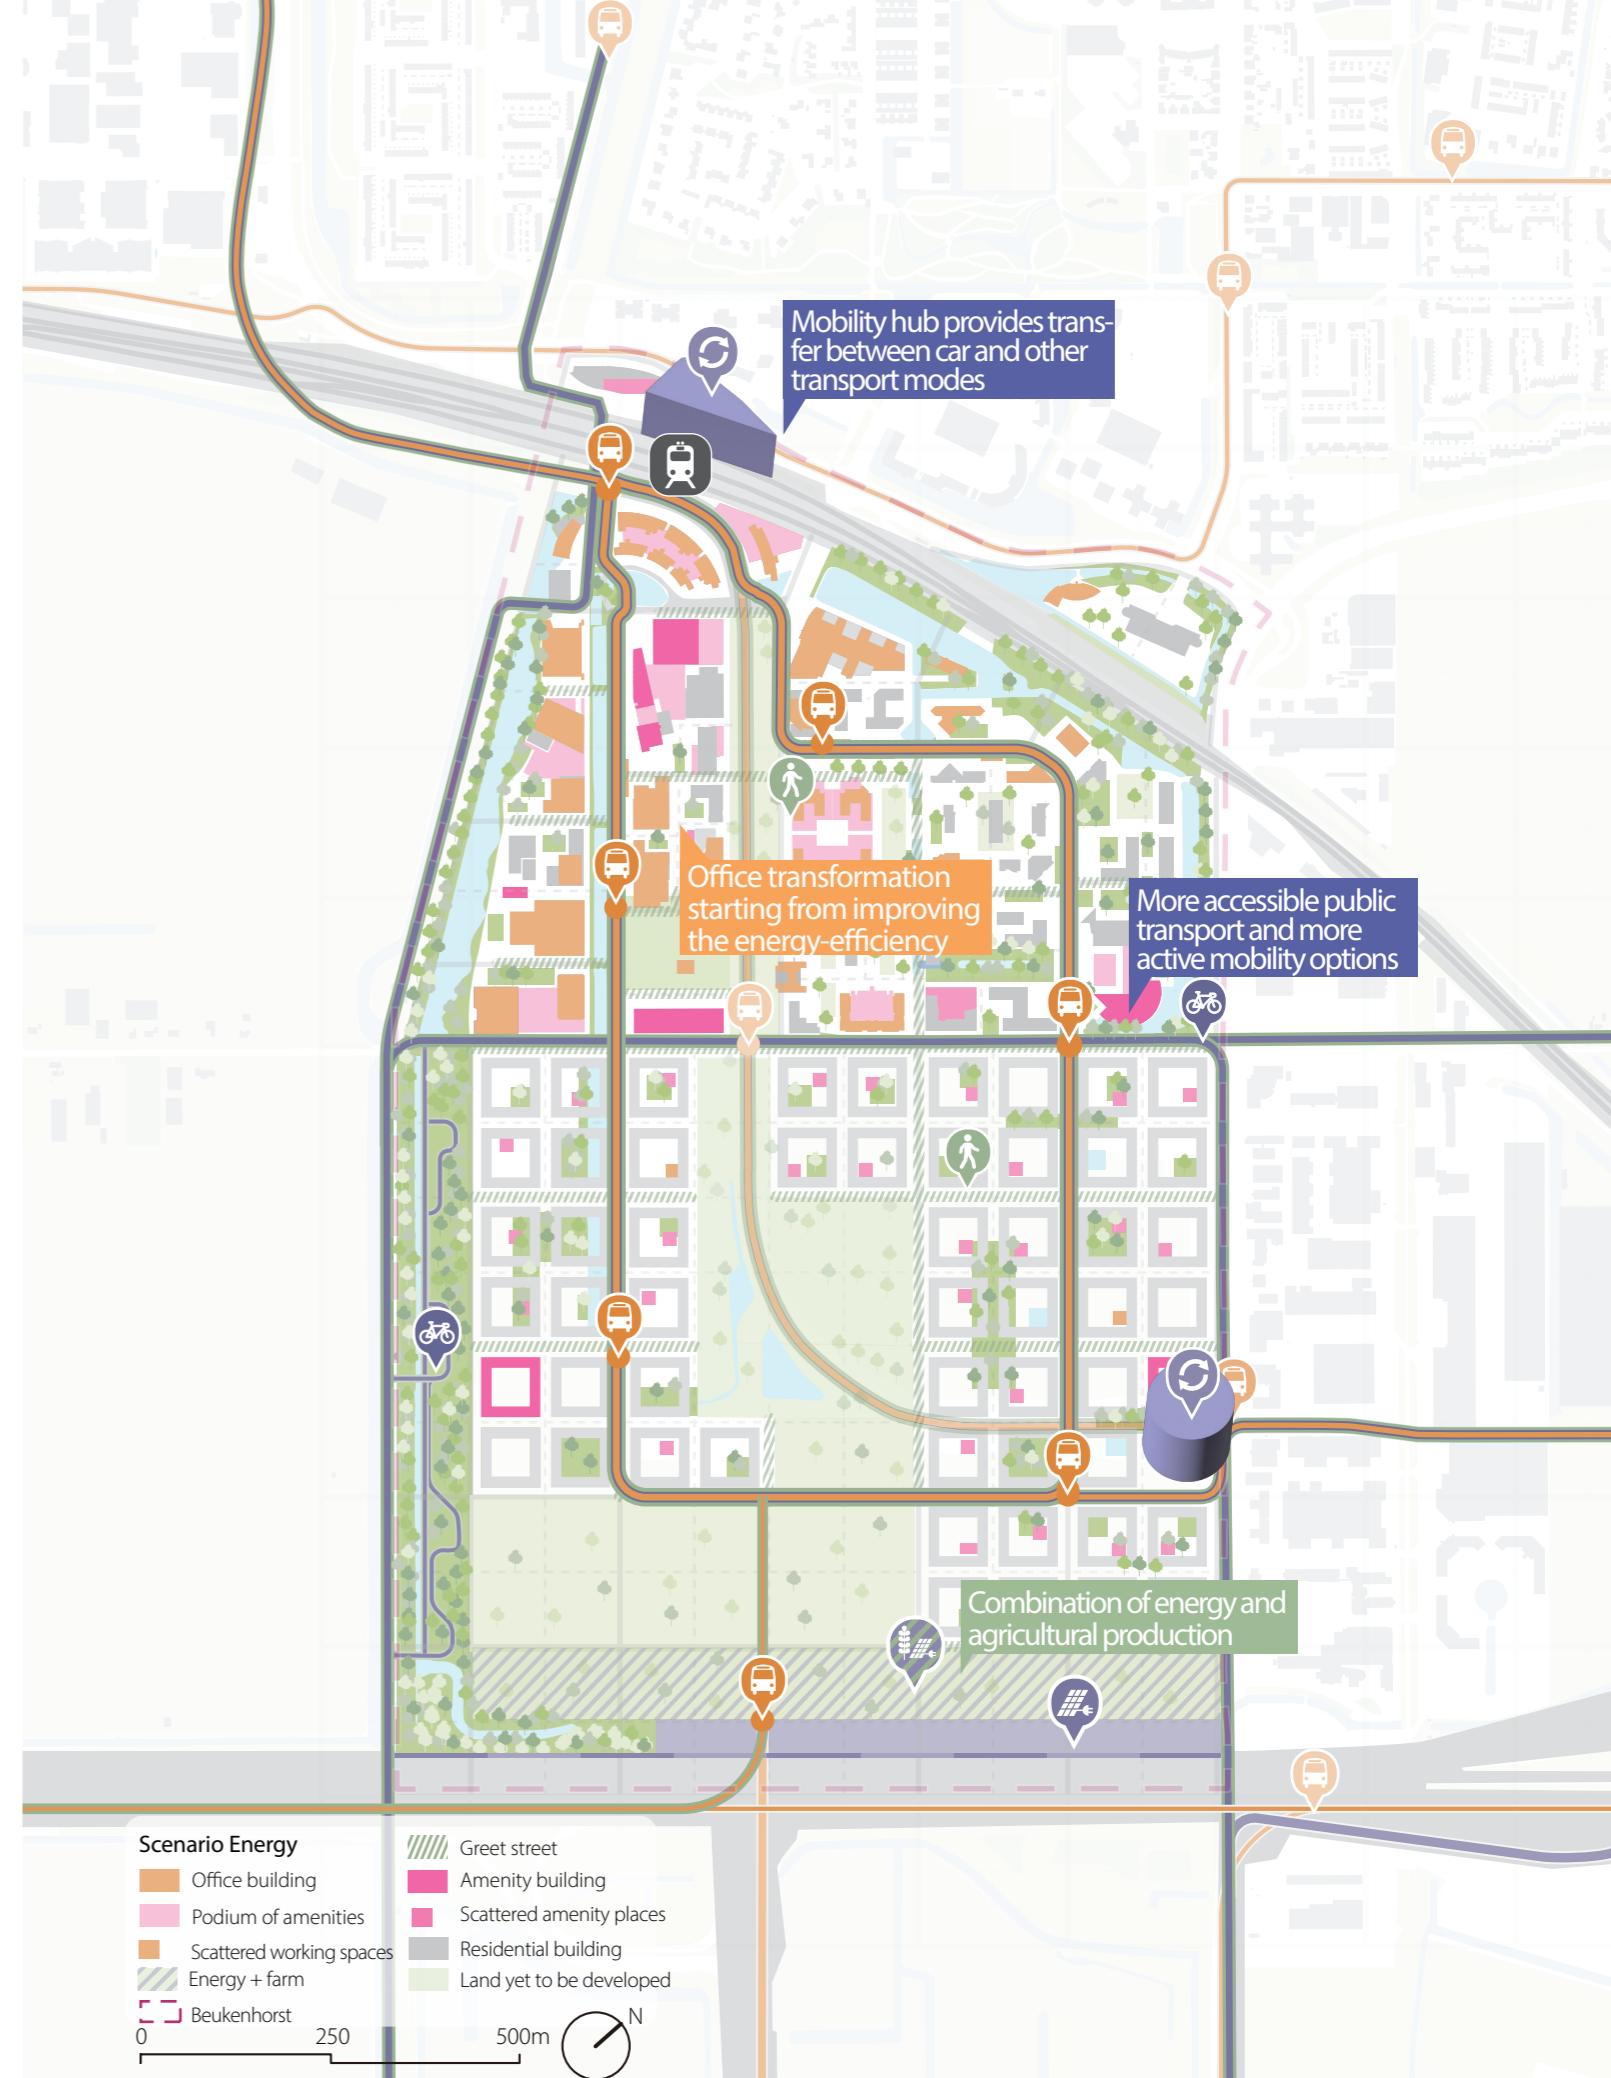 Mobility hub provides trans-
fer between car and other
transport modes
Office transformation
starting from improving
the energy-efficiency
More accessible public
transport and more
active mobility options
Combination of energy and
agricultural production
Scenario Energy
Office building
Podium of amenities
Scattered working spaces
Energy + farm
Beukenhorst
Greet street
Amenity building
Scattered amenity places
Residential building
Land yet to be developed
0 250 500m
N